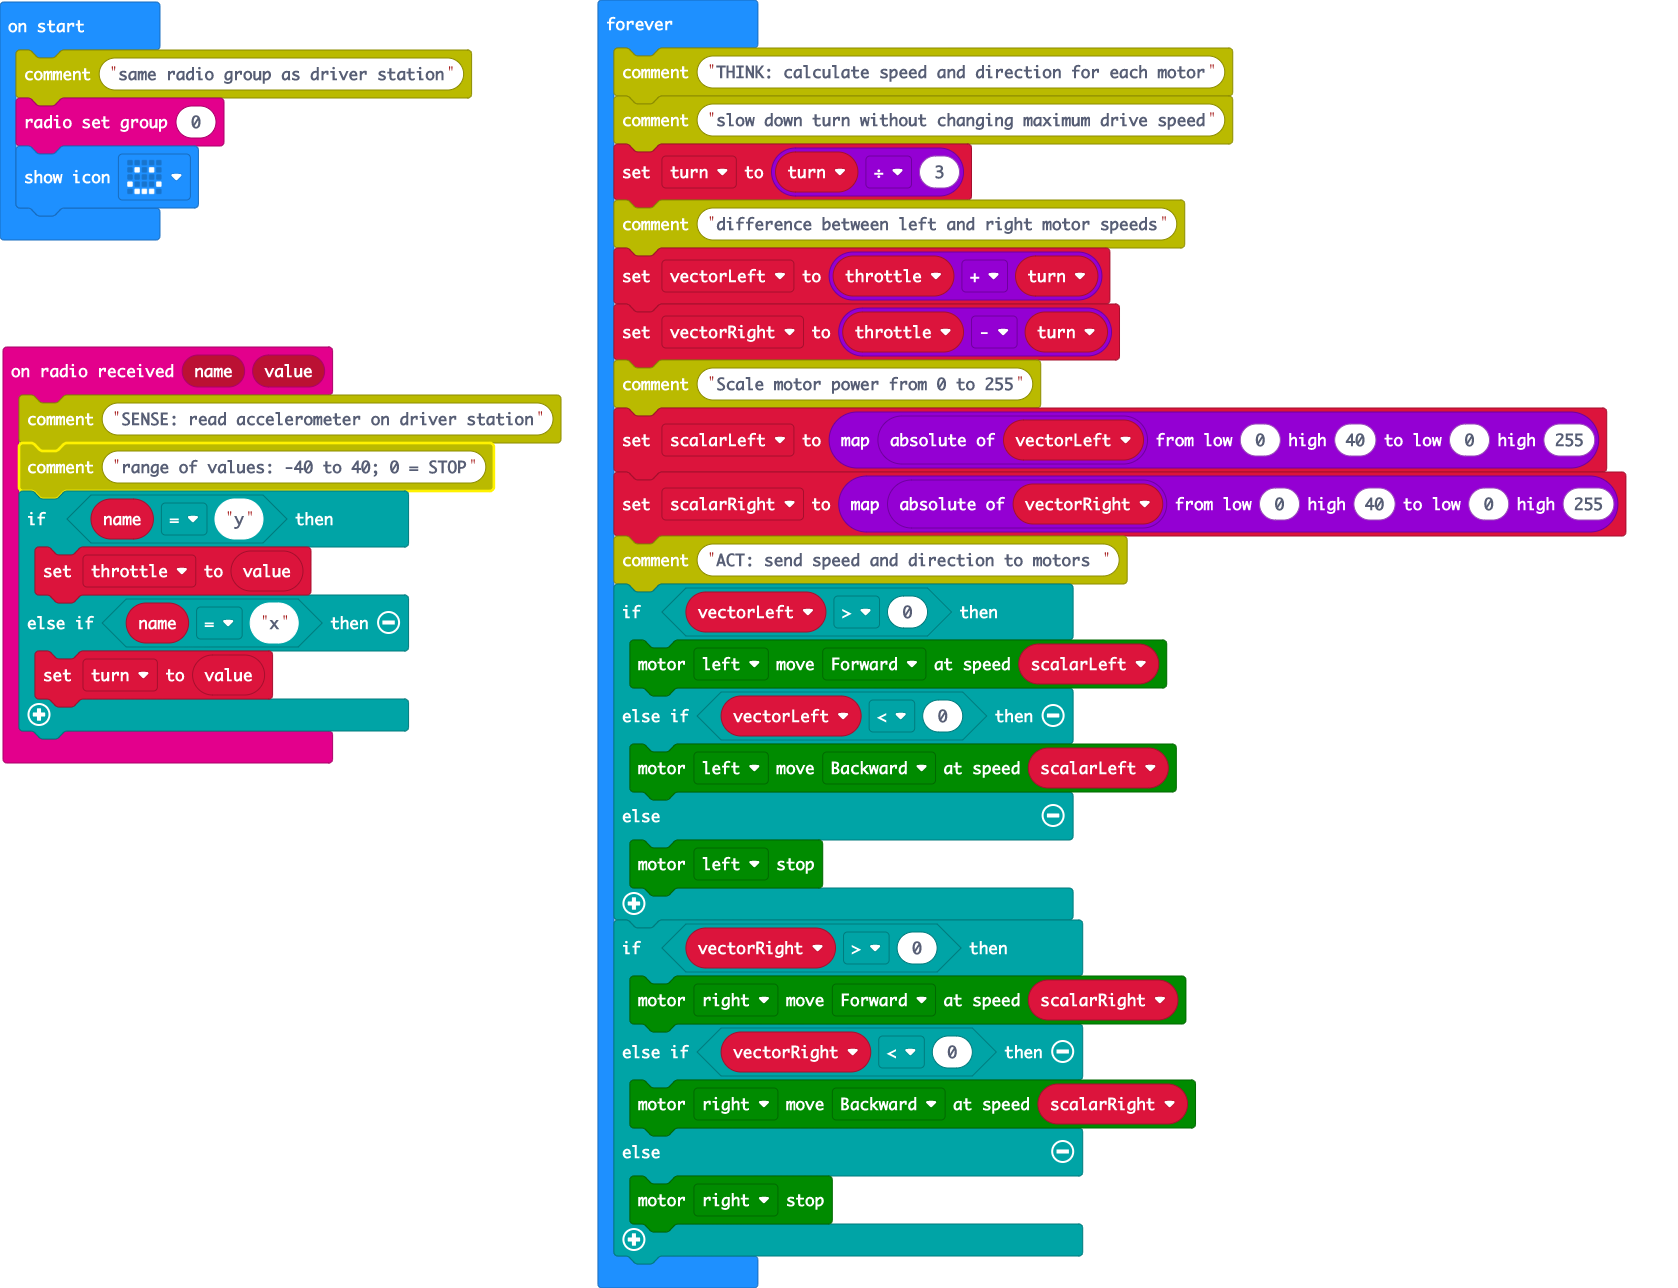 on start
comment "same radio group as driver station"
radio set group 0
show icon
on radio received name value
comment "SENSE: read accelerometer on driver station"
comment "range of values: -40 to 40; 0 = STOP"
if name = "y" then
set throttle to value
else if name = "x" then
set turn to value
forever
comment "THINK: calculate speed and direction for each motor"
comment "slow down turn without changing maximum drive speed"
set turn to turn ÷ 3
comment "difference between left and right motor speeds"
set vectorLeft to throttle + turn
set vectorRight to throttle - turn
comment "Scale motor power from 0 to 255"
set scalarLeft to map absolute of vectorLeft from low 0 high 40 to low 0 high 255
set scalarRight to map absolute of vectorRight from low 0 high 40 to low 0 high 255
comment "ACT: send speed and direction to motors "
if vectorLeft > 0 then
motor left move Forward at speed scalarLeft
else if vectorLeft < 0 then
motor left move Backward at speed scalarLeft
else
motor left stop
if vectorRight > 0 then
motor right move Forward at speed scalarRight
else if vectorRight < 0 then
motor right move Backward at speed scalarRight
else
motor right stop